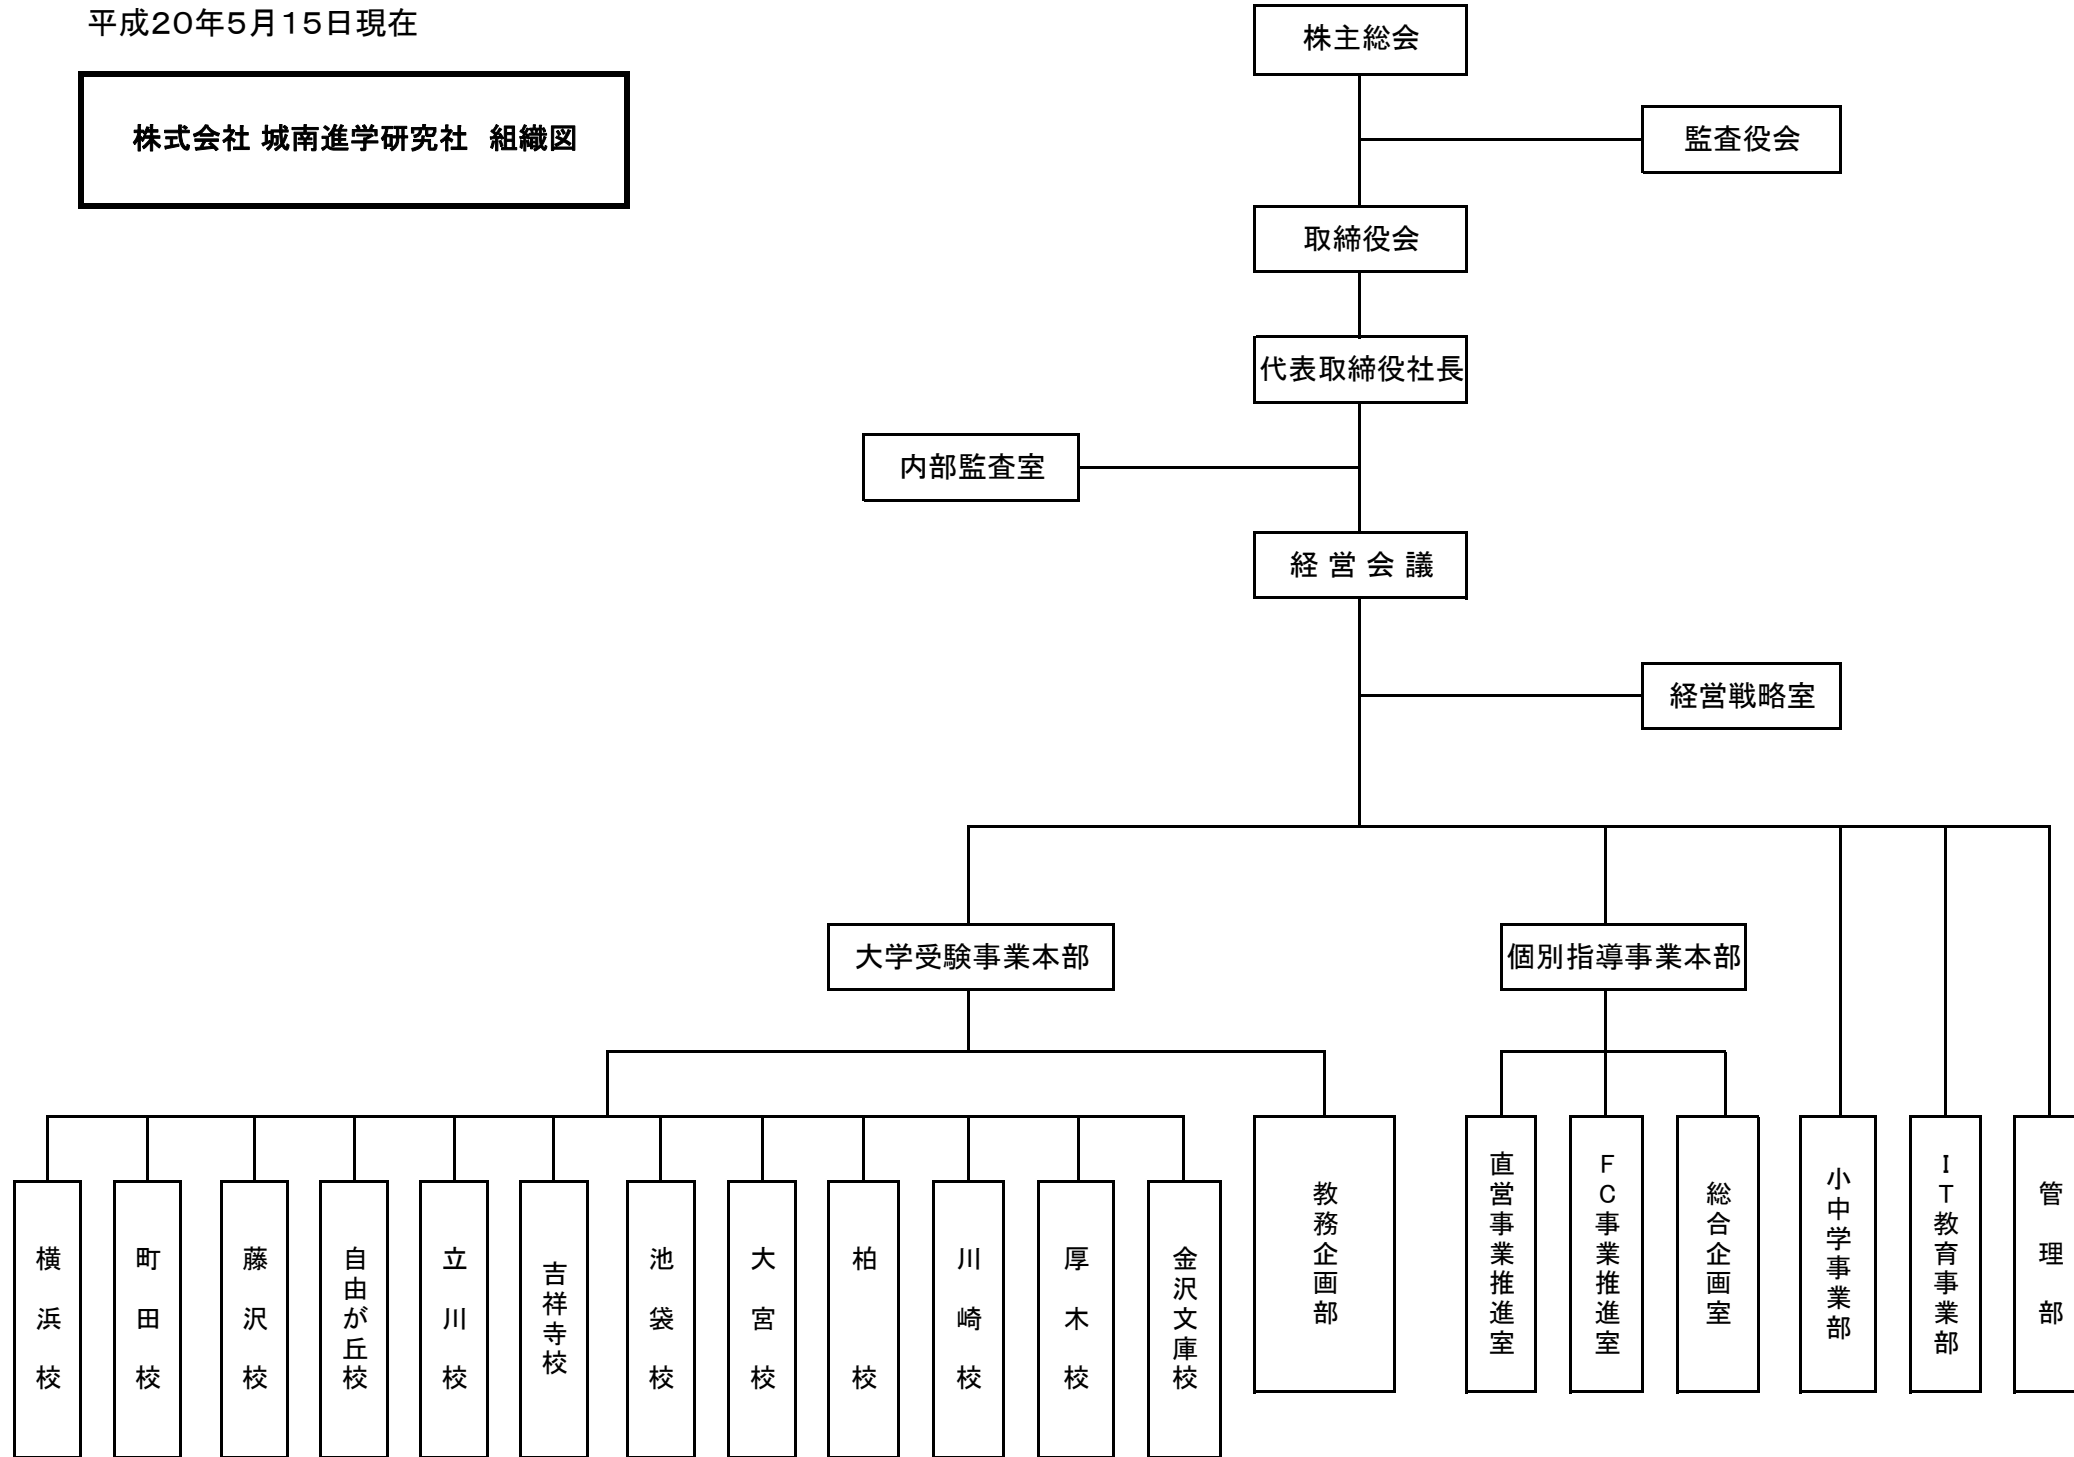 平成20年5月15日現在
株式会社 城南進学研究社　組織図
株主総会
監査役会
取締役会
代表取締役社長
内部監査室
経 営 会 議
経営戦略室
大学受験事業本部
個別指導事業本部
横浜校
町田校
藤沢校
自由が丘校
立川校
吉祥寺校
池袋校
大宮校
柏校
川崎校
厚木校
金沢文庫校
教務企画部
直営事業推進室
FC事業推進室
総合企画室
小中学事業部
IT教育事業部
管理部